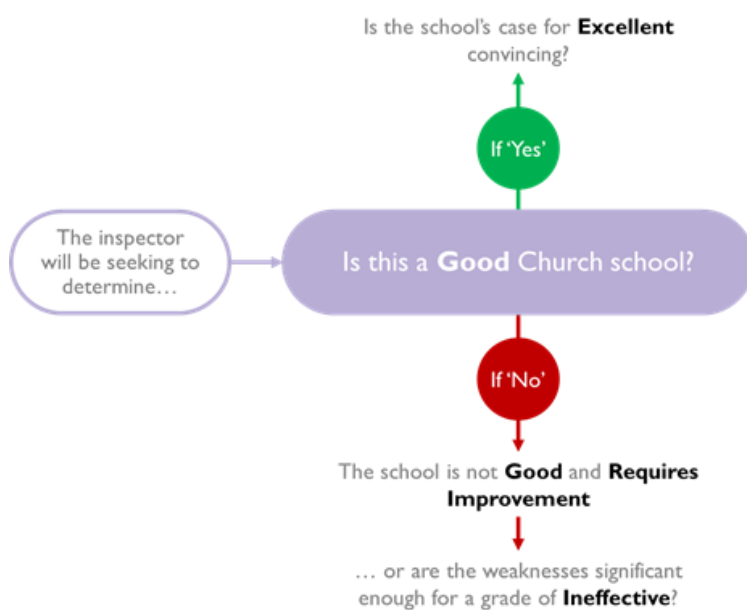 Is the school's case for Excellent
convincing?
If 'Yes'
The inspector
will be seeking to
determine...
Is this a Good Church school?
If 'No'
The school is not Good and Requires
Improvement
... or are the weaknesses significant
enough for a grade of Ineffective?